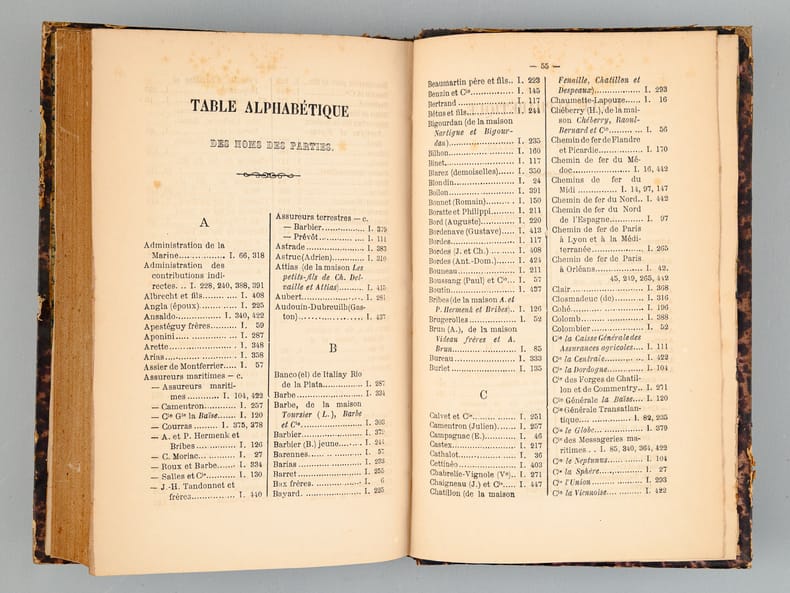 TABLE ALPHABÉTIQUE
DES NOMS DES PARTIES.
A
Administration de la
Marine.............. I. 66, 318
Administration des
contributions indi-
rectes. .. I. 228, 240, 388, 391
Albrecht et fils ........ I. 408
Angla (époux) ......... I. 225
Ansaldo............ I. 340, 422
Apestéguy frères....... I. 59
Aponini .............. I. 287
Arette................ I. 348
Arias................. I. 358
Assier de Montferrier.... I. 57
Assureurs maritimes — c.
— Assureurs mariti-
mes ........... I. 104, 422
— Camentron......... I. 257
— Cie Gle la Baïse..... I. 120
— Courras ...... I. 375, 378
— A. et P. Hermenk et
Bribes ............. I. 126
— C. Moriac.......... I. 27
— Roux et Barbe...... I. 334
— Salles et Cie......... I. 130
— J.-H. Tandonnet et
frères............... I. 440
Assureurs terrestres — c.
— Barbier............ I. 379
— Prévôt............. I. 111
Astrade .............. I. 383
Astruc (Adrien)........ I. 310
Attias (de la maison Les
petits-fils de Ch. Del-
vaille et Attias)....... I. 415
Aubert............... I. 281
Audouin-Dubreuilh(Gas-
ton)................. I. 437
B
Banco(el) de Italiay Rio
de la Plata........... I. 287
Barbe................ I. 334
Barbe, de la maison
Toursier (L.), Barbe
et Cie............... I. 303
Barbier............... I. 379
Barbier (B.) jeune...... I. 244
Barennes............. I. 57
Barias ............... I. 233
Barret ............... I. 255
Bax frères............. I. 6
Bayard............... I. 225
— 55 —
Beaumartin père et fils.. I. 223
Benzin et Cie........... I. 145
Bertrand .............. I. 117
Bétus et fils............ I. 244
Bigourdan (de la maison
Nartigue et Bigour-
dan)................ I. 235
Bilhon................ I. 160
Binet................. I. 117
Blarez (demoiselles)..... I. 350
Blondin .............. I. 24
Boilon................ I. 391
Bonnet (Romain)....... I. 150
Boratte et Philippi...... I. 211
Bord (Auguste)......... I. 220
Bordenave (Gustave).... I. 413
Bordes................ I. 117
Bordes (J. et Ch.) ...... I. 408
Bordes (Ant.-Dom.)..... I. 424
Boumeau ............. I. 211
Boussang (Paul) et Cie... I. 57
Boutin................ I. 437
Bribes (de la maison A. et
P. Hermenk et Bribes).. I. 126
Brugerolles............ I. 52
Brun (A.), de la maison
Videau frères et A.
Brun................ I. 85
Bureau ............... I. 333
Burlet ............... I. 135
C
Calvet et Cie........... I. 251
Camentron (Julien)..... I. 257
Campagnac (E.)........ I. 46
Castex................ I. 217
Cathalot.............. I. 36
Cettinéo .............. I. 403
Chabrelie-Vignole (Ve).. I. 271
Chaigneau (J.) et Cie.... I. 447
Chatillon (de la maison
Fenaille, Chatillon et
Despeaux)............ I. 293
Chaumette-Lapouze..... I. 16
Chéberry (H.), de la mai-
son Chéberry, Raoul-
Bernard et Cie........ I. 56
Chemin de fer de Flandre
et Picardie........... I. 170
Chemin de fer du Mé-
doc................ I. 16, 442
Chemins de fer du
Midi ........... I. 14, 97, 147
Chemin de fer du Nord.. I. 442
Chemin de fer du Nord
de l'Espagne......... I. 97
Chemin de fer de Paris
à Lyon et à la Médi-
terranée ............ I. 265
Chemin de fer de Paris
à Orléans............ I. 42,
45, 249, 265, 442
Clair................. I. 368
Closmadeuc (de)........ I. 316
Cohé................. I. 196
Colomb............... I. 388
Colombier............. I. 52
Cie la Caisse Générale des
Assurances agricoles.... I. 111
Cie la Centrale......... I. 422
Cie la Dordogne........ I. 104
Cie des Forges de Chatil-
lon et de Commentry.. I. 271
Cie Générale la Baïse.... I. 120
Cie Générale Transatlan-
tique.............. I. 82, 235
Cie le Globe............ I. 379
Cie des Messageries ma-
ritimes .. I. 85, 340, 364, 422
Cie le Neptunus........ I. 104
Cie la Sphère........... I. 27
Cie l'Union............ I. 293
Cie la Viennoise........ I. 422